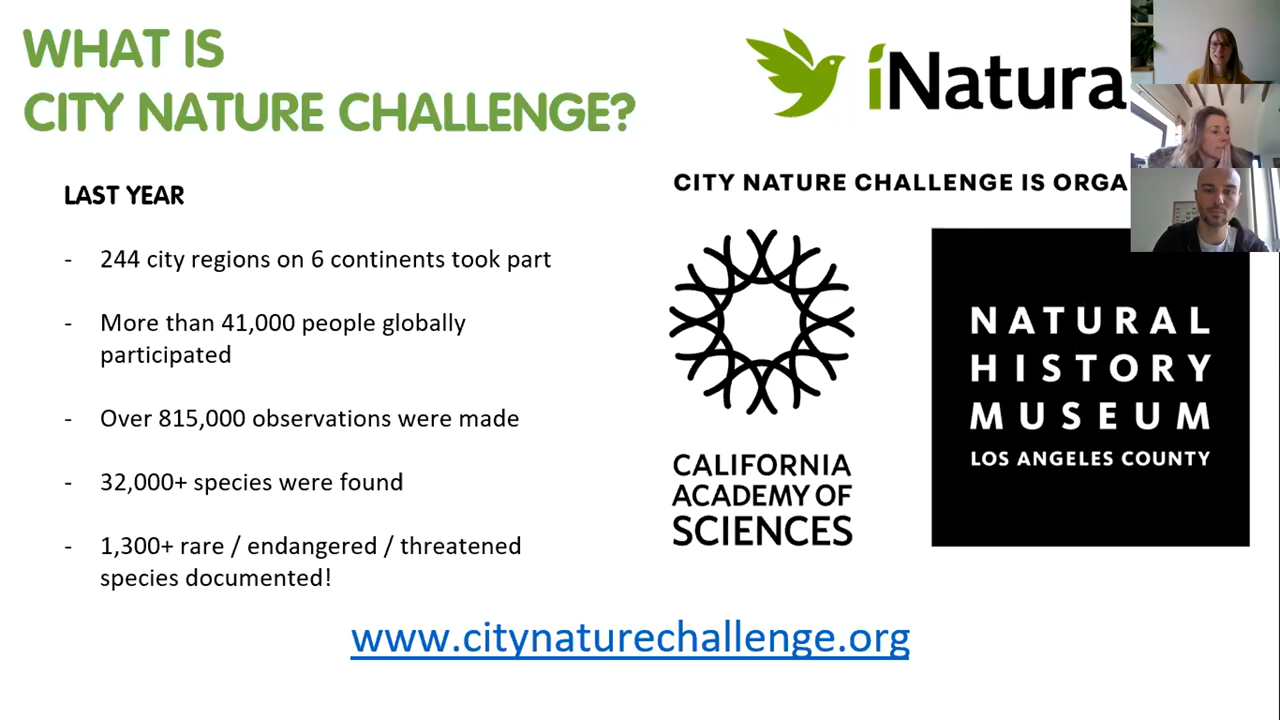 WHAT IS
CITY NATURE CHALLENGE?
LAST YEAR
- 244 city regions on 6 continents took part
- More than 41,000 people globally
participated
- Over 815,000 observations were made
- 32,000+ species were found
- 1,300+ rare / endangered / threatened
species documented!
iNatura
CITY NATURE CHALLENGE IS ORGA
CALIFORNIA
ACADEMY OF
SCIENCES
NATURAL
HISTORY
MUSEUM
LOS ANGELES COUNTY
www.citynaturechallenge.org